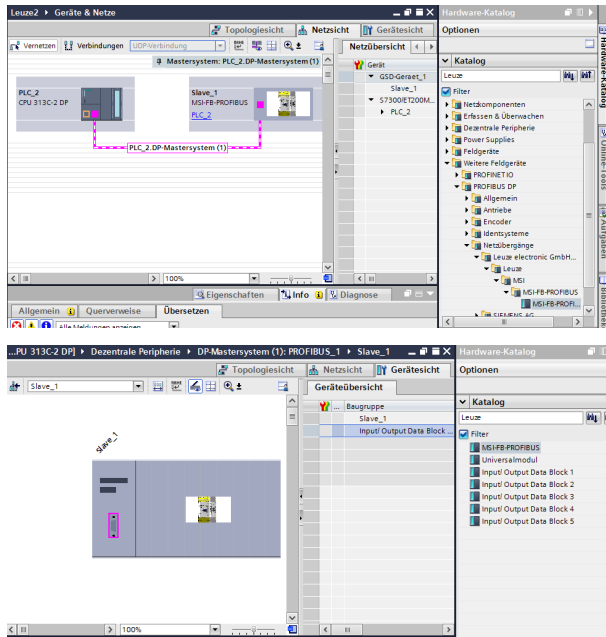 Leuze2 ▸ Geräte & Netze
Hardware-Katalog
Topologiesicht
Netzsicht
Gerätesicht
Optionen
Vernetzen
Verbindungen
UDP-Verbindung
Netzübersicht
Mastersystem: PLC_2.DP-Mastersystem (1)
Gerät
GSD-Geraet_1
Slave_1
S7300/ET200M...
PLC_2
PLC_2
CPU 313C-2 DP
Slave_1
MSI-FB-PROFIBUS
PLC_2
PLC_2.DP-Mastersystem (1)
100%
Eigenschaften
Info
Diagnose
Allgemein
Querverweise
Übersetzen
Alle Meldungen anzeigen
Katalog
Leuze
Filter
Netzkomponenten
Erfassen & Überwachen
Dezentrale Peripherie
Power Supplies
Feldgeräte
Weitere Feldgeräte
PROFINET IO
PROFIBUS DP
Allgemein
Antriebe
Encoder
Identsysteme
Netzübergänge
Leuze electronic GmbH...
Leuze
MSI
MSI-FB-PROFIBUS
MSI-FB-PROFI...
SIEMENS AG
Hardware-Katalog
Online-Tools
Aufgaben
Bibliothek
...PU 313C-2 DP] ▸ Dezentrale Peripherie ▸ DP-Mastersystem (1): PROFIBUS_1 ▸ Slave_1
Hardware-Katalog
Topologiesicht
Netzsicht
Gerätesicht
Optionen
Slave_1
Geräteübersicht
... Baugruppe
Slave_1
Input/ Output Data Block ...
slave_1
100%
Katalog
Leuze
Filter
MSI-FB-PROFIBUS
Universalmodul
Input/ Output Data Block 1
Input/ Output Data Block 2
Input/ Output Data Block 3
Input/ Output Data Block 4
Input/ Output Data Block 5